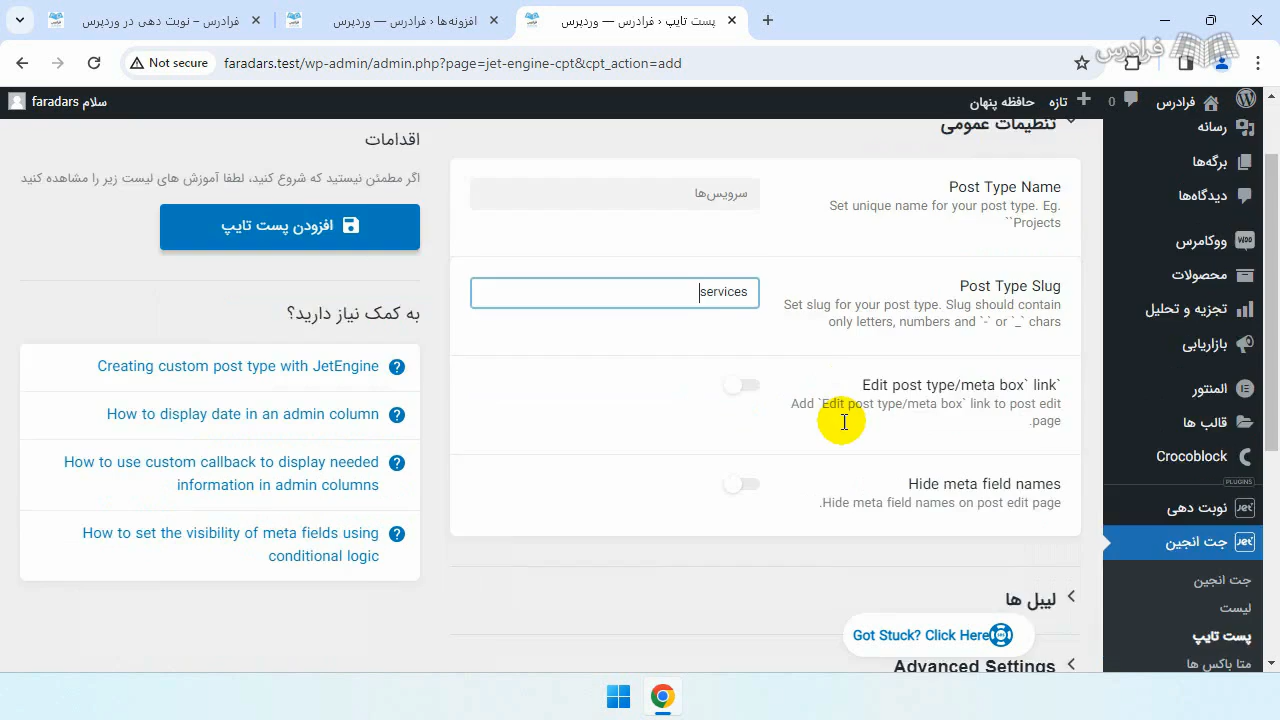 فرادرس – نوبت دهی در وردپرس
افزونه‌ها ‹ فرادرس — وردپرس
پست تایپ ‹ فرادرس — وردپرس
Not secure
faradars.test/wp-admin/admin.php?page=jet-engine-cpt&cpt_action=add
فرادرس
فرادرس
0
تازه
حافظه پنهان
سلام faradars
رسانه
برگه‌ها
دیدگاه‌ها
ووکامرس
محصولات
تجزیه و تحلیل
بازاریابی
المنتور
قالب ها
Crocoblock
PLUGINS
نوبت دهی
جت انجین
جت انجین
لیست
پست تایپ
متا باکس ها
تنظیمات عمومی
Post Type Name
Set unique name for your post type. Eg.
``Projects
سرویس‌ها
Post Type Slug
Set slug for your post type. Slug should contain
only letters, numbers and `-` or `_` chars
services
Edit post type/meta box` link`
Add `Edit post type/meta box` link to post edit
.page
Hide meta field names
.Hide meta field names on post edit page
لیبل ها
Advanced Settings
Got Stuck? Click Here
اقدامات
اگر مطمئن نیستید که شروع کنید، لطفا آموزش های لیست زیر را مشاهده کنید
افزودن پست تایپ
به کمک نیاز دارید؟
Creating custom post type with JetEngine
How to display date in an admin column
How to use custom callback to display needed
information in admin columns
How to set the visibility of meta fields using
conditional logic